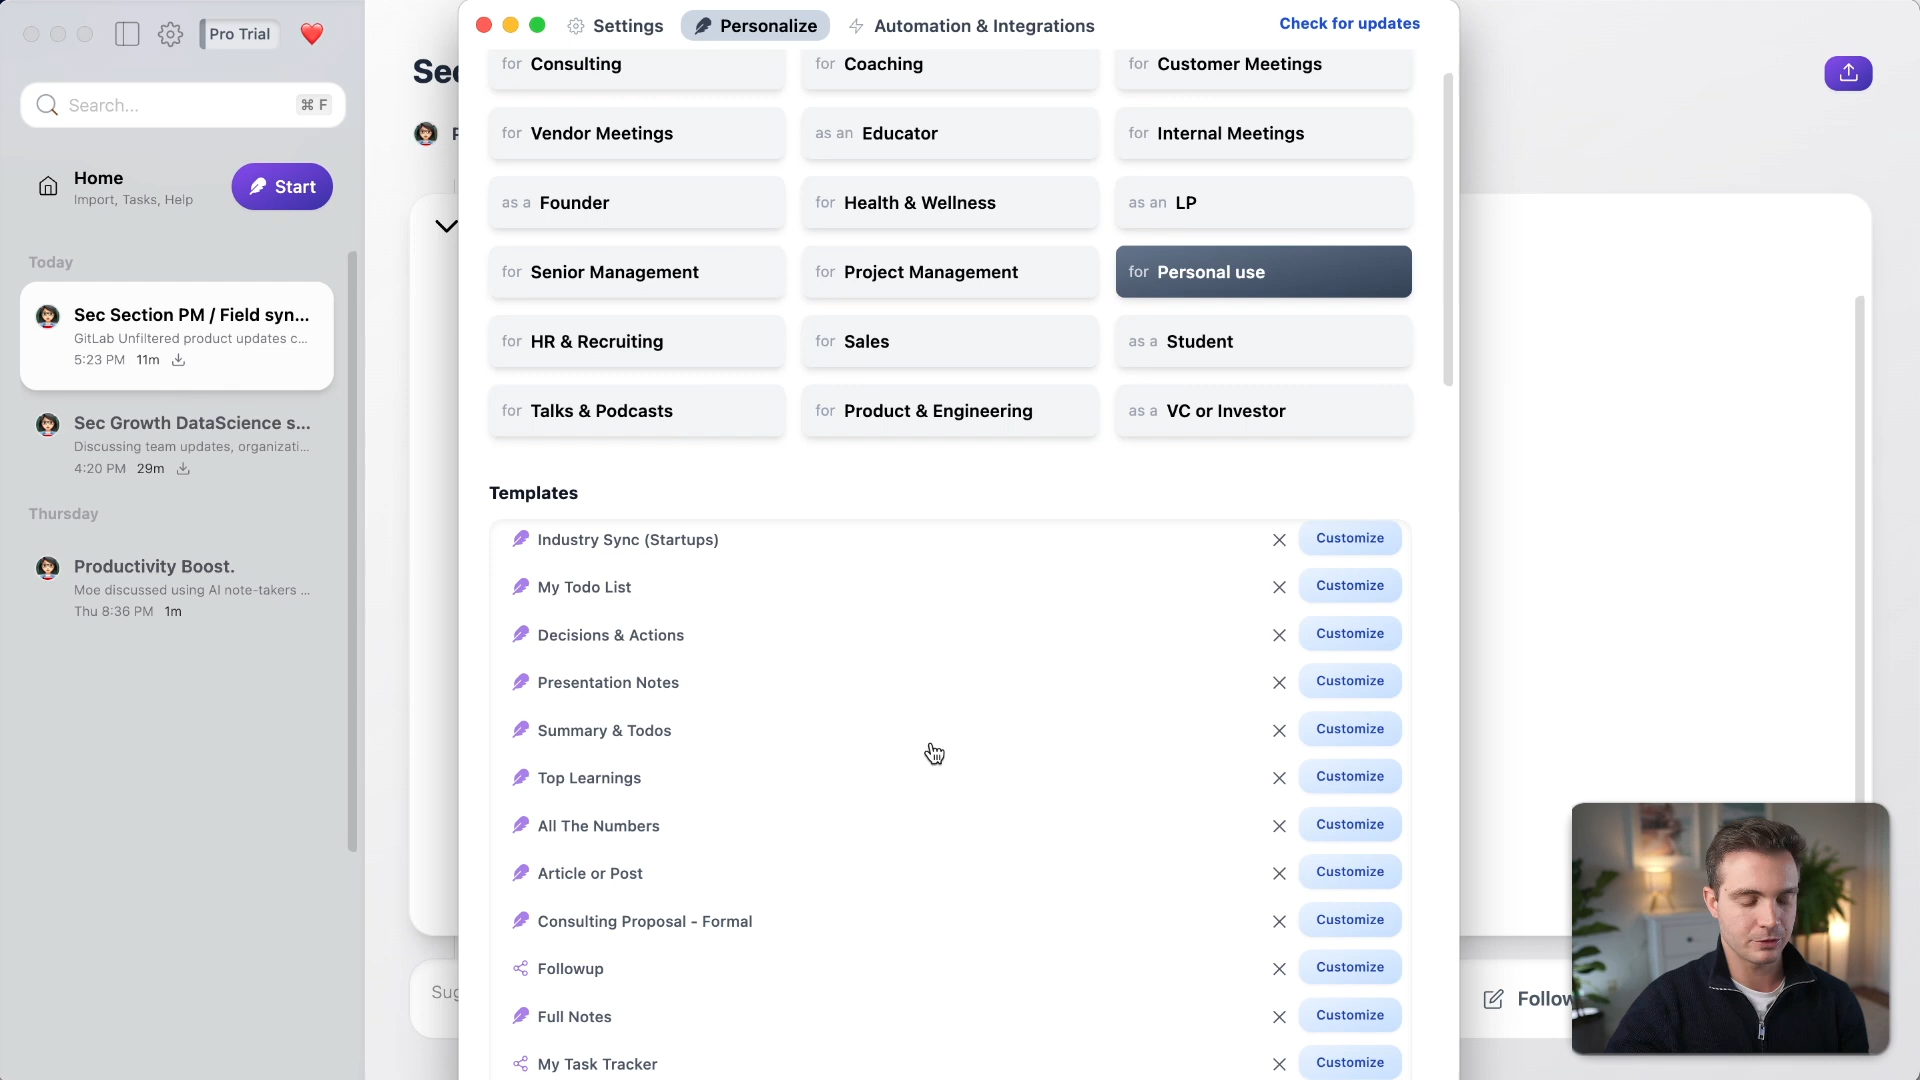 Pro Trial
Settings
Personalize
Automation & Integrations
Check for updates
Search...
⌘ F
Home
Import, Tasks, Help
Start
Today
Sec Section PM / Field syn...
GitLab Unfiltered product updates c...
5:23 PM 11m
Sec Growth DataScience s...
Discussing team updates, organizati...
4:20 PM 29m
Thursday
Productivity Boost.
Moe discussed using AI note-takers ...
Thu 8:36 PM 1m
Sec
for Consulting
for Coaching
for Customer Meetings
for Vendor Meetings
as an Educator
for Internal Meetings
as a Founder
for Health & Wellness
as an LP
for Senior Management
for Project Management
for Personal use
for HR & Recruiting
for Sales
as a Student
for Talks & Podcasts
for Product & Engineering
as a VC or Investor
Templates
Industry Sync (Startups)
Customize
My Todo List
Customize
Decisions & Actions
Customize
Presentation Notes
Customize
Summary & Todos
Customize
Top Learnings
Customize
All The Numbers
Customize
Article or Post
Customize
Consulting Proposal - Formal
Customize
Followup
Customize
Full Notes
Customize
My Task Tracker
Customize
Sug
Follow